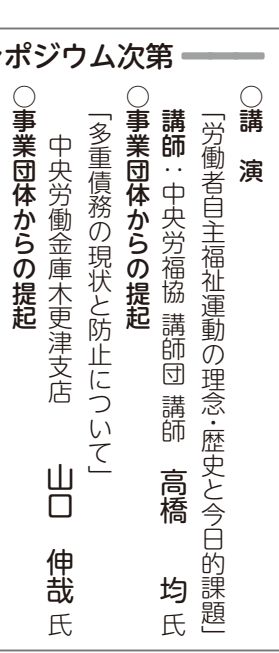 ンポジウム次第
○講　演
「労働者自主福祉運動の理念・歴史と今日的課題」
講師：中央労福協 講師団 講師　高橋　均 氏
○事業団体からの提起
「多重債務の現状と防止について」
中央労働金庫木更津支店　山口　伸哉 氏
○事業団体からの提起